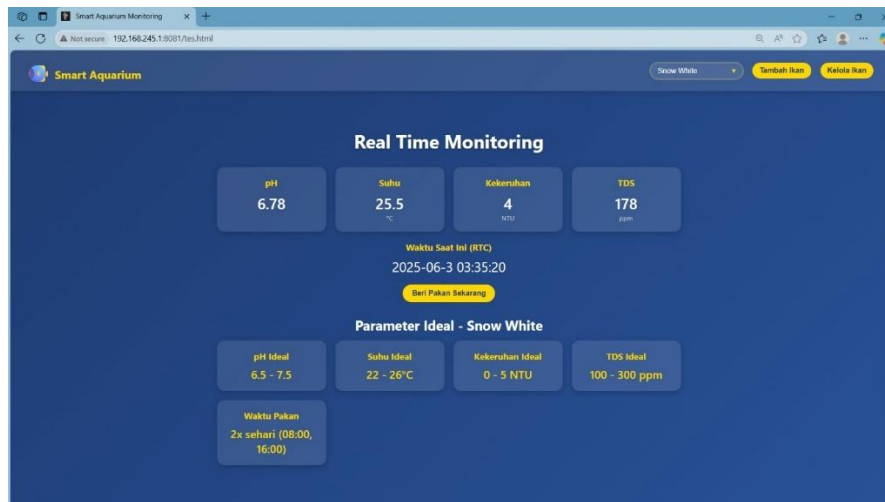 Smart Aquarium Monitoring
Not secure 192.168.245.1:8081/tes.html
Smart Aquarium
Snow White
Tambah Ikan
Kelola Ikan
Real Time Monitoring
pH
6.78
Suhu
25.5
°C
Kekeruhan
4
NTU
TDS
178
ppm
Waktu Saat Ini (RTC)
2025-06-3 03:35:20
Beri Pakan Sekarang
Parameter Ideal - Snow White
pH Ideal
6.5 - 7.5
Suhu Ideal
22 - 26°C
Kekeruhan Ideal
0 - 5 NTU
TDS Ideal
100 - 300 ppm
Waktu Pakan
2x sehari (08:00,
16:00)